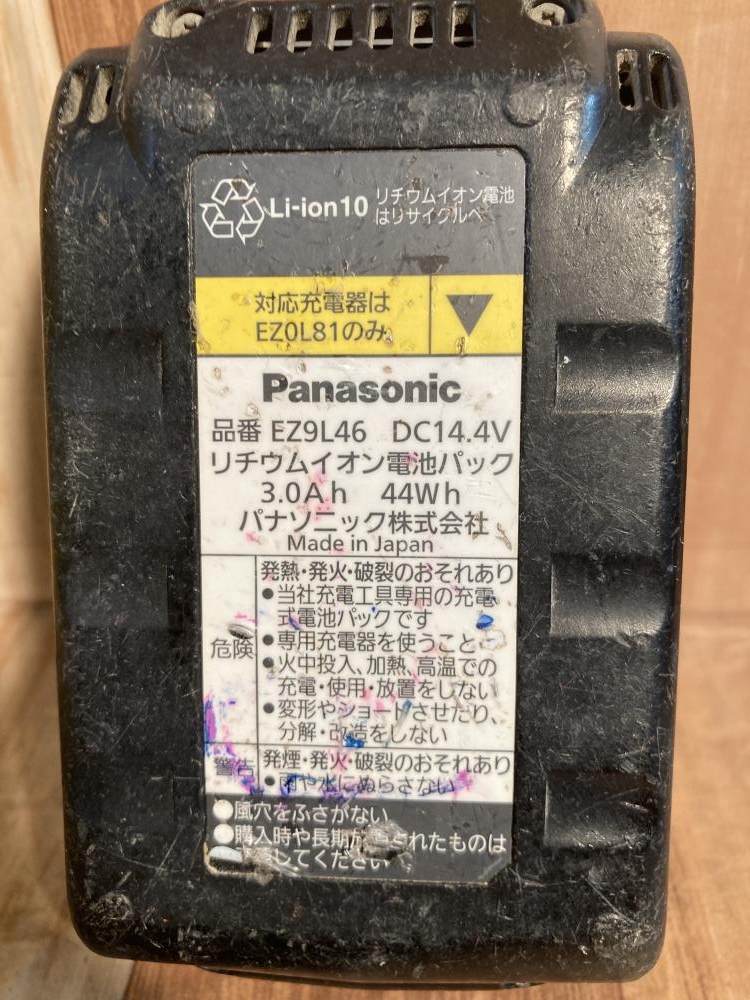 Li-ion10 リチウムイオン電池
はリサイクルへ
対応充電器は
EZ0L81のみ
Panasonic
品番 EZ9L46 DC14.4V
リチウムイオン電池パック
3.0Ah 44Wh
パナソニック株式会社
Made in Japan
危険
発熱・発火・破裂のおそれあり
●当社充電工具専用の充電
式電池パックです
●専用充電器を使うこと
●火中投入、加熱、高温での
充電・使用・放置をしない
●変形やショートさせたり、
分解・改造をしない
警告
発煙・発火・破裂のおそれあり
●雨や水にぬらさない
●風穴をふさがない
●購入時や長期放置されたものは
してください